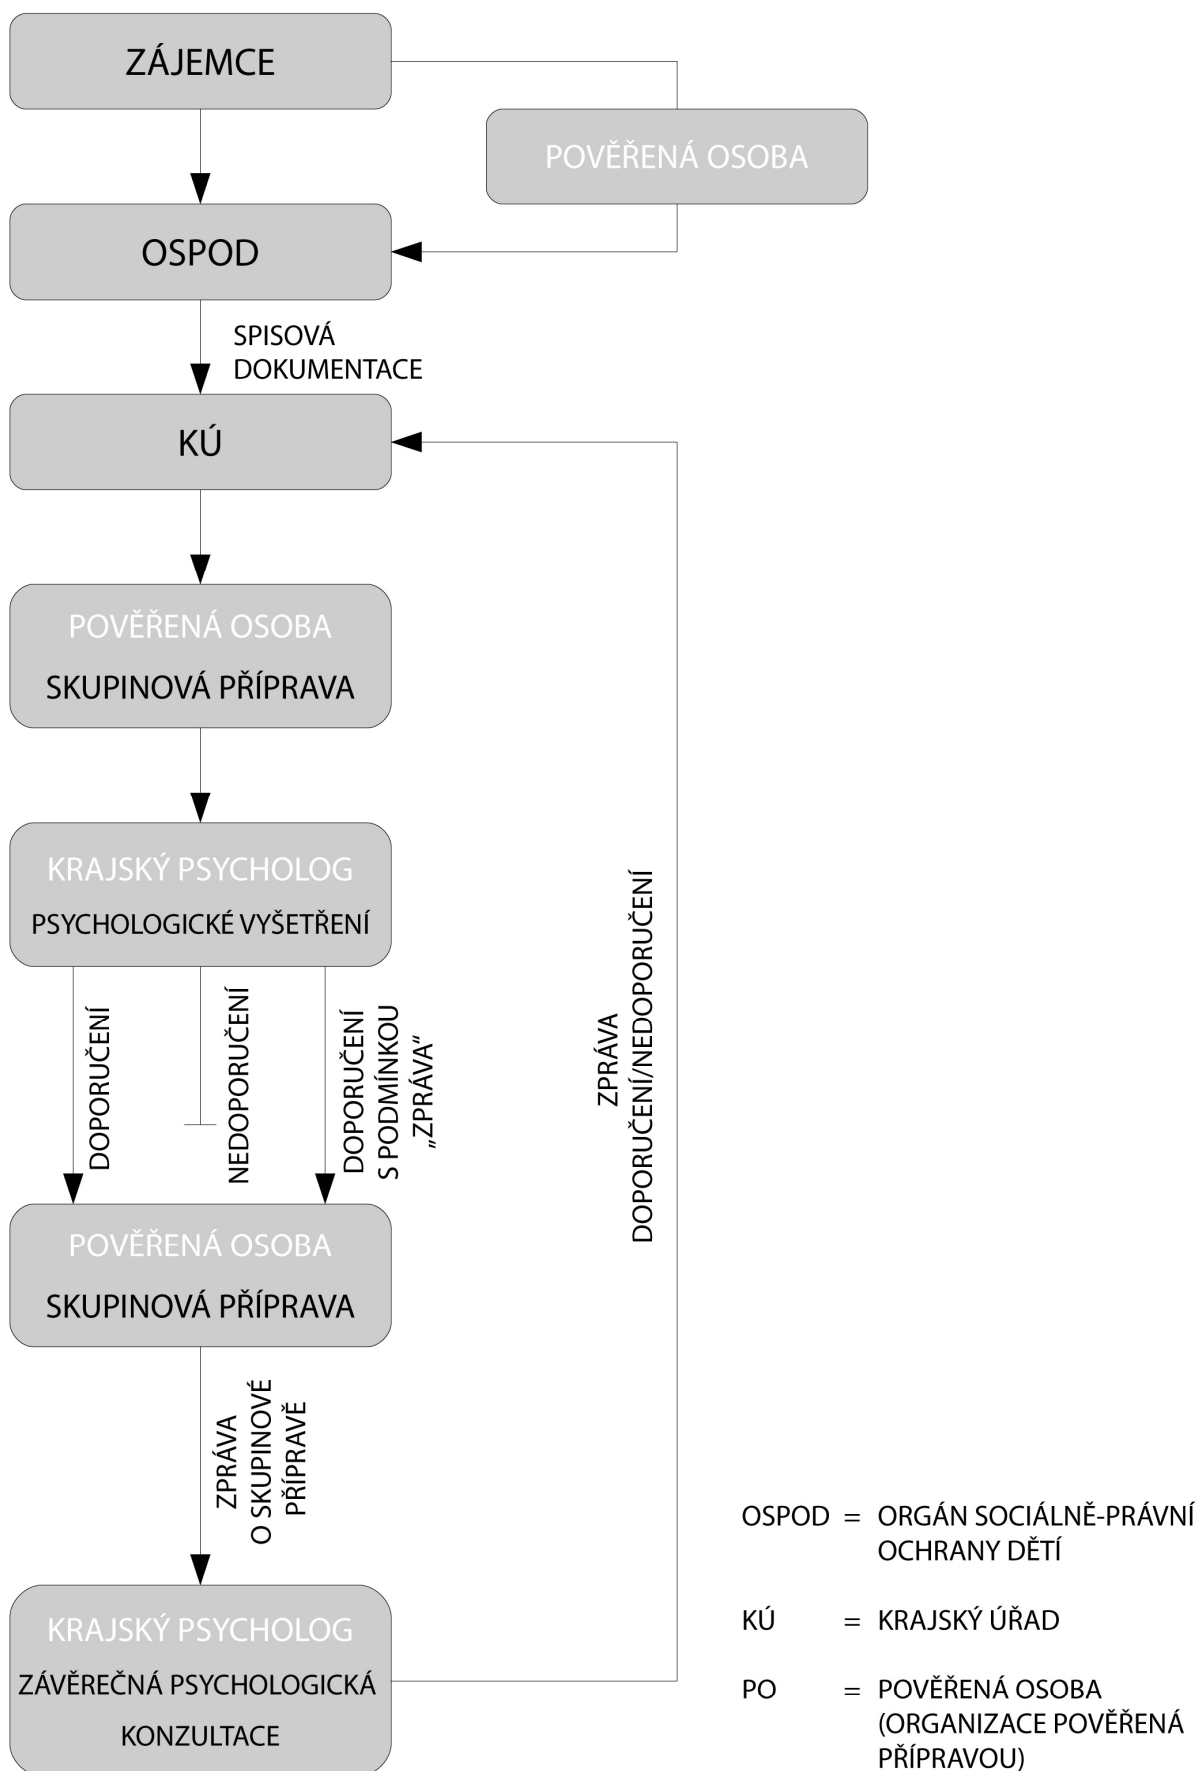 ZÁJEMCE
POVĚŘENÁ OSOBA
OSPOD
SPISOVÁ
DOKUMENTACE
KÚ
POVĚŘENÁ OSOBA
SKUPINOVÁ PŘÍPRAVA
KRAJSKÝ PSYCHOLOG
PSYCHOLOGICKÉ VYŠETŘENÍ
DOPORUČENÍ
NEDOPORUČENÍ
DOPORUČENÍ
S PODMÍNKOU
„ZPRÁVA“
ZPRÁVA
DOPORUČENÍ/NEDOPORUČENÍ
POVĚŘENÁ OSOBA
SKUPINOVÁ PŘÍPRAVA
ZPRÁVA
O SKUPINOVÉ
PŘÍPRAVĚ
KRAJSKÝ PSYCHOLOG
ZÁVĚREČNÁ PSYCHOLOGICKÁ
KONZULTACE
OSPOD = ORGÁN SOCIÁLNĚ-PRÁVNÍ
OCHRANY DĚTÍ
KÚ = KRAJSKÝ ÚŘAD
PO = POVĚŘENÁ OSOBA
(ORGANIZACE POVĚŘENÁ
PŘÍPRAVOU)